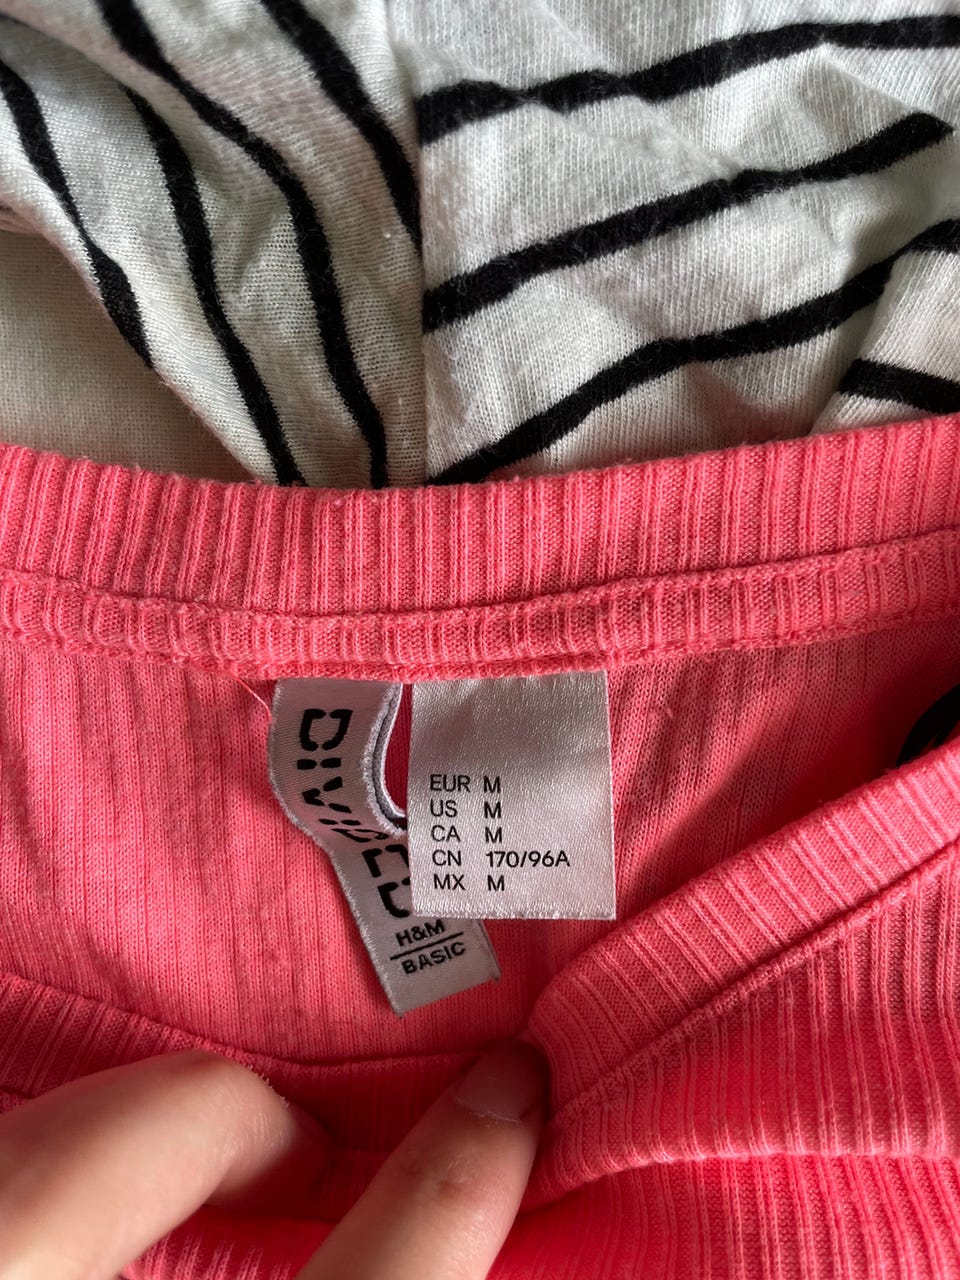 DIVIDED
H&M
BASIC
EUR M
US M
CA M
CN 170/96A
MX M